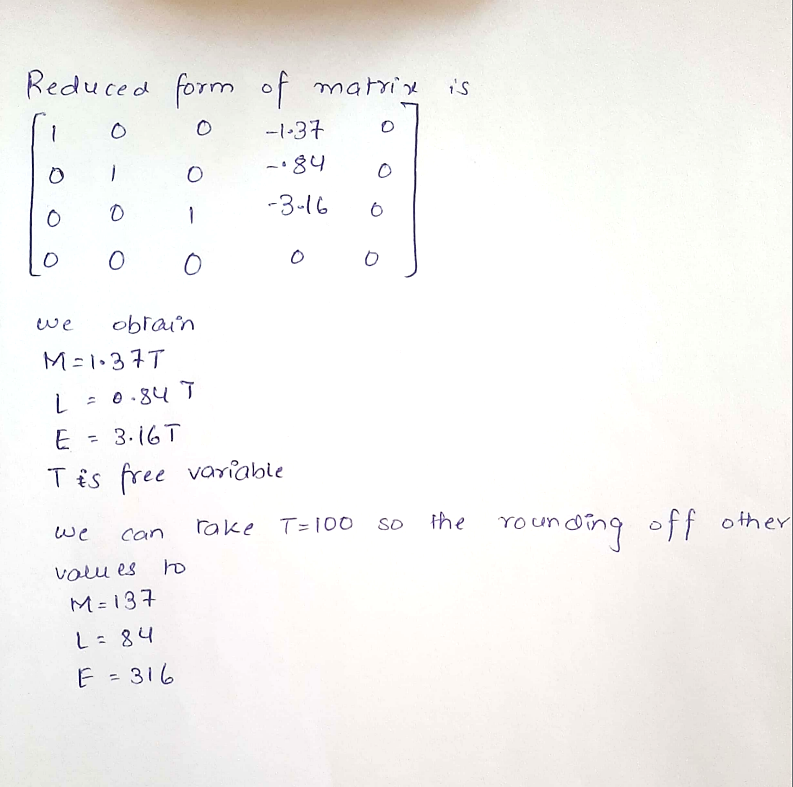 Reduced form of matrix is
1 0 0 -1.37 0
0 1 0 -.84 0
0 0 1 -3.16 0
0 0 0 0 0
we obtain
M = 1.37T
L = 0.84 T
E = 3.16T
T is free variable
we can take T=100 so the rounding off other
values to
M = 137
L = 84
E = 316